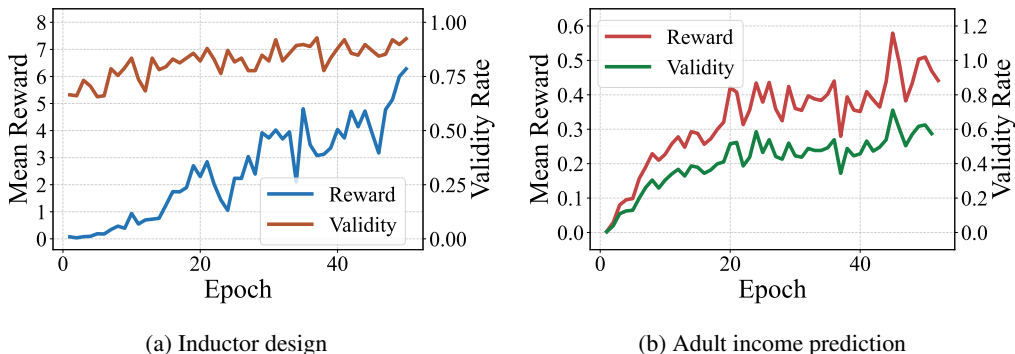 8
7
6
5
4
3
2
1
0
Mean Reward
1.00
0.75
0.50
0.25
0.00
Validity Rate
Reward
Validity
0
20
40
Epoch
(a) Inductor design
0.6
0.5
0.4
0.3
0.2
0.1
0.0
Mean Reward
1.2
1.0
0.8
0.6
0.4
0.2
0.0
Validity Rate
Reward
Validity
0
20
40
Epoch
(b) Adult income prediction